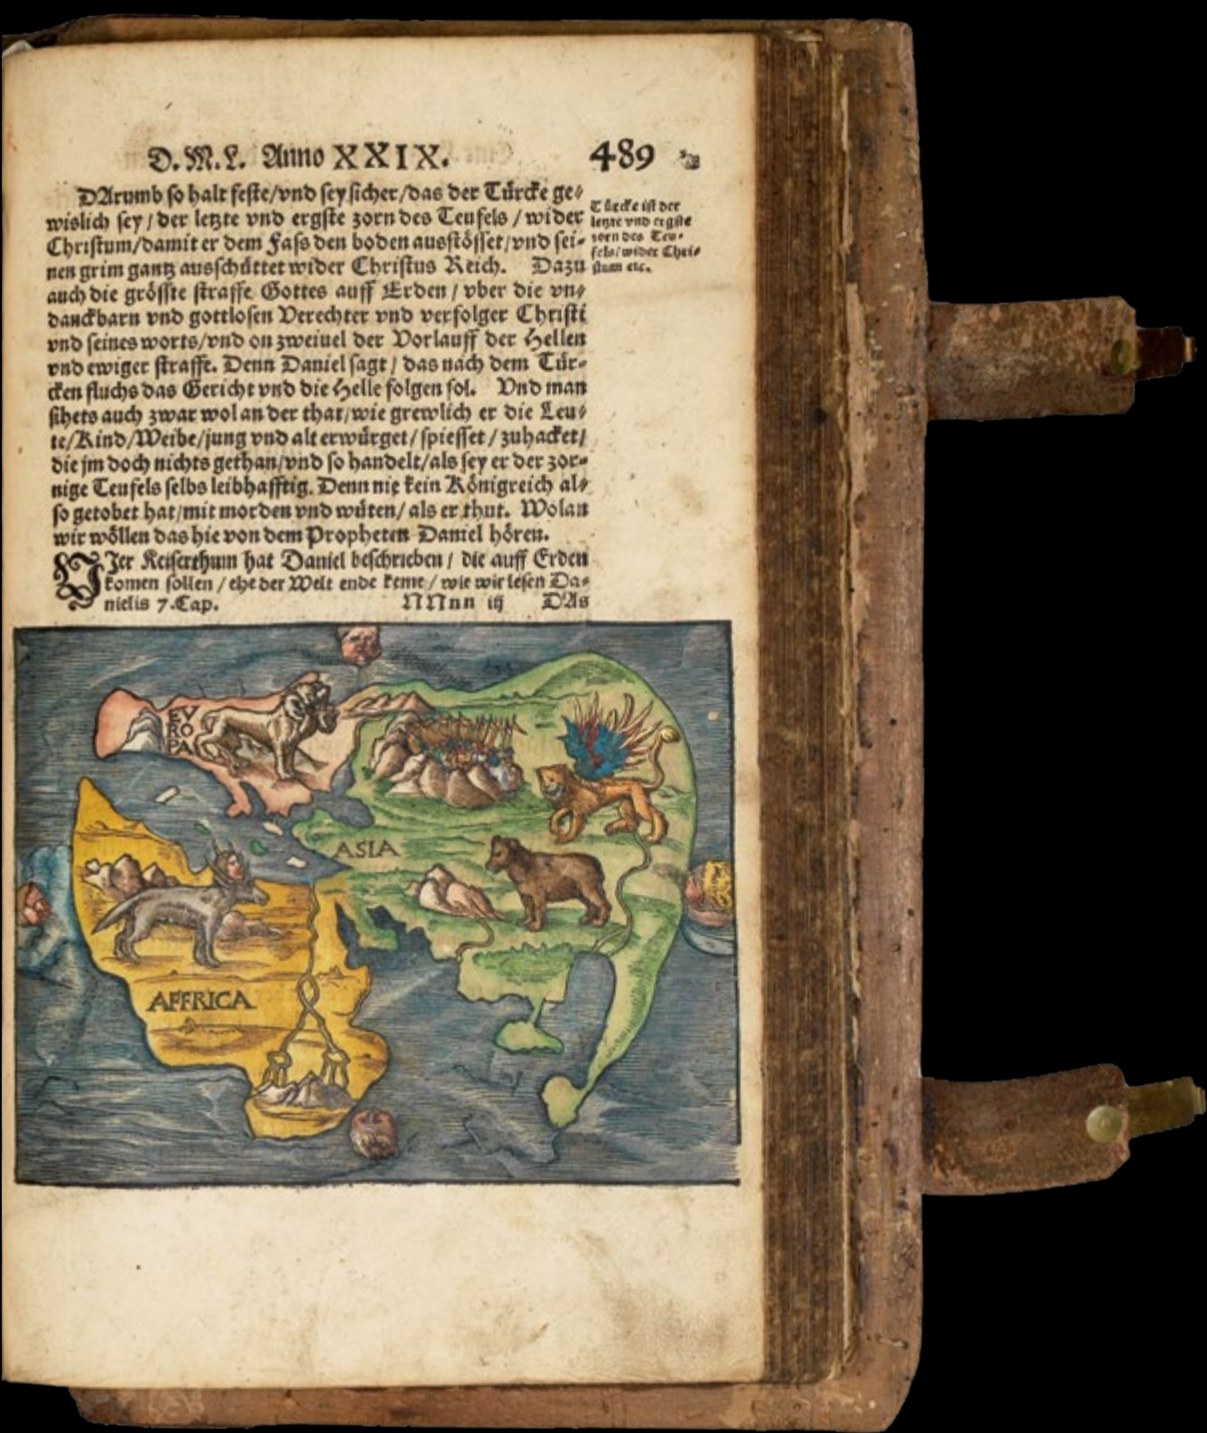 D. M. L. Anno XXIX. 489
DArumb so halt feste/vnd sey sicher/das der Türcke ge⸗
wislich sey / der letzte vnd ergste zorn des Teufels / wider
Christum/damit er dem Fass den boden ausstösset/vnd sei⸗
nen grim gantz ausschüttet wider Christus Reich. Dazu
auch die grösste straffe Gottes auff Erden / vber die vn⸗
danckbarn vnd gottlosen Verechter vnd verfolger Christi
vnd seines worts/vnd on zweiuel der Vorlauff der Hellen
vnd ewiger straffe. Denn Daniel sagt / das nach dem Tür⸗
cken fluchs das Gericht vnd die Helle folgen sol. Vnd man
sihets auch zwar wol an der that/wie grewlich er die Leu⸗
te/Kind/Weibe/jung vnd alt erwürget / spiesset / zuhacket/
die jm doch nichts gethan/vnd so handelt/als sey er der zor⸗
nige Teufels selbs leibhafftig. Denn nie kein Königreich al⸗
so getobet hat/mit morden vnd wüten/ als er thut. Wolan
wir wöllen das hie von dem Propheten Daniel hören.
Türcke ist der
letzte vnd ergste
zorn des Teu⸗
fels/wider Chri⸗
stum etc.
VJer Keiserthum hat Daniel beschrieben / die auff Erden
komen sollen / ehe der Welt ende keme / wie wir lesen Da⸗
nielis 7. Cap. NNnn iij DAs
EV
RO
PA
ASIA
AFFRICA